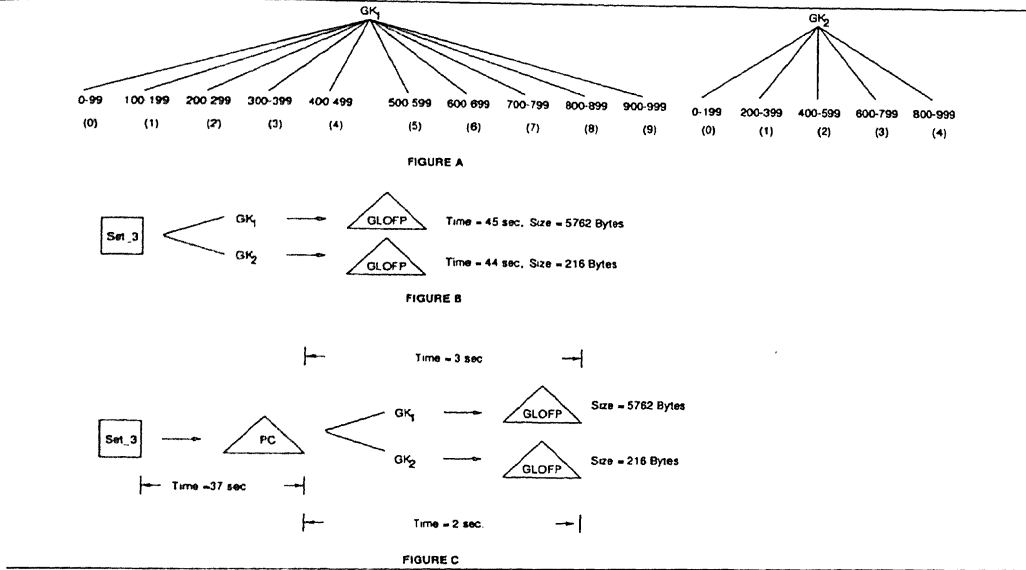 GK1
GK2
0-99 100-199 200 299 300-399 400 499 500 599 600 699 700-799 800-899 900-999 0-199 200-399 400-599 600-799 800-999
(0) (1) (2) (3) (4) (5) (6) (7) (8) (9) (0) (1) (2) (3) (4)
FIGURE A
Set_3
GK1
GLOFP
Time = 45 sec, Size = 5762 Bytes
GK2
GLOFP
Time = 44 sec, Size = 216 Bytes
FIGURE B
Time = 3 sec
Set_3
PC
GK1
GLOFP
Size = 5762 Bytes
GK2
GLOFP
Size = 216 Bytes
Time =37 sec
Time = 2 sec.
FIGURE C